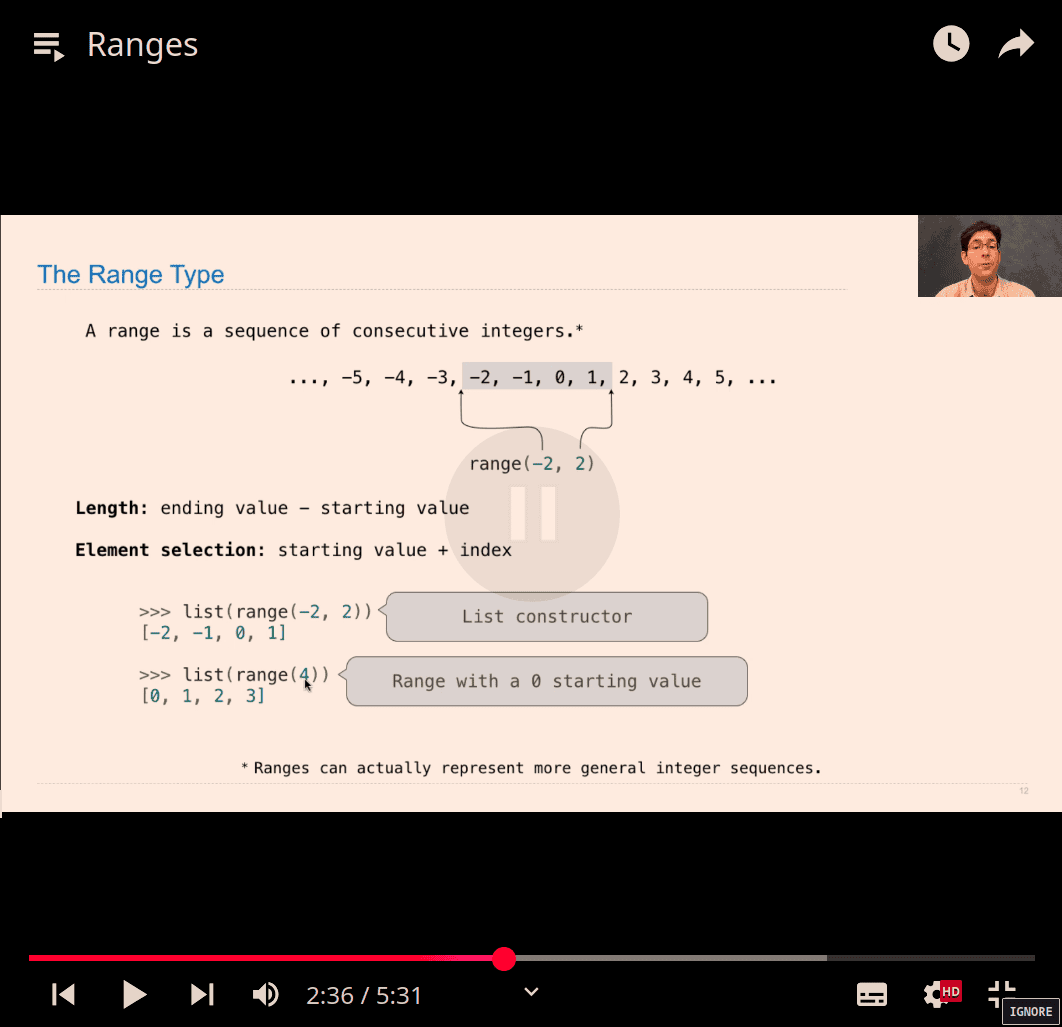 Ranges
The Range Type
A range is a sequence of consecutive integers.*
..., −5, −4, −3, −2, −1, 0, 1, 2, 3, 4, 5, ...
range(−2, 2)
Length: ending value − starting value
Element selection: starting value + index
>>> list(range(−2, 2))
List constructor
[−2, −1, 0, 1]
>>> list(range(4))
Range with a 0 starting value
[0, 1, 2, 3]
* Ranges can actually represent more general integer sequences.
12
2:36 / 5:31
HD
IGNORE